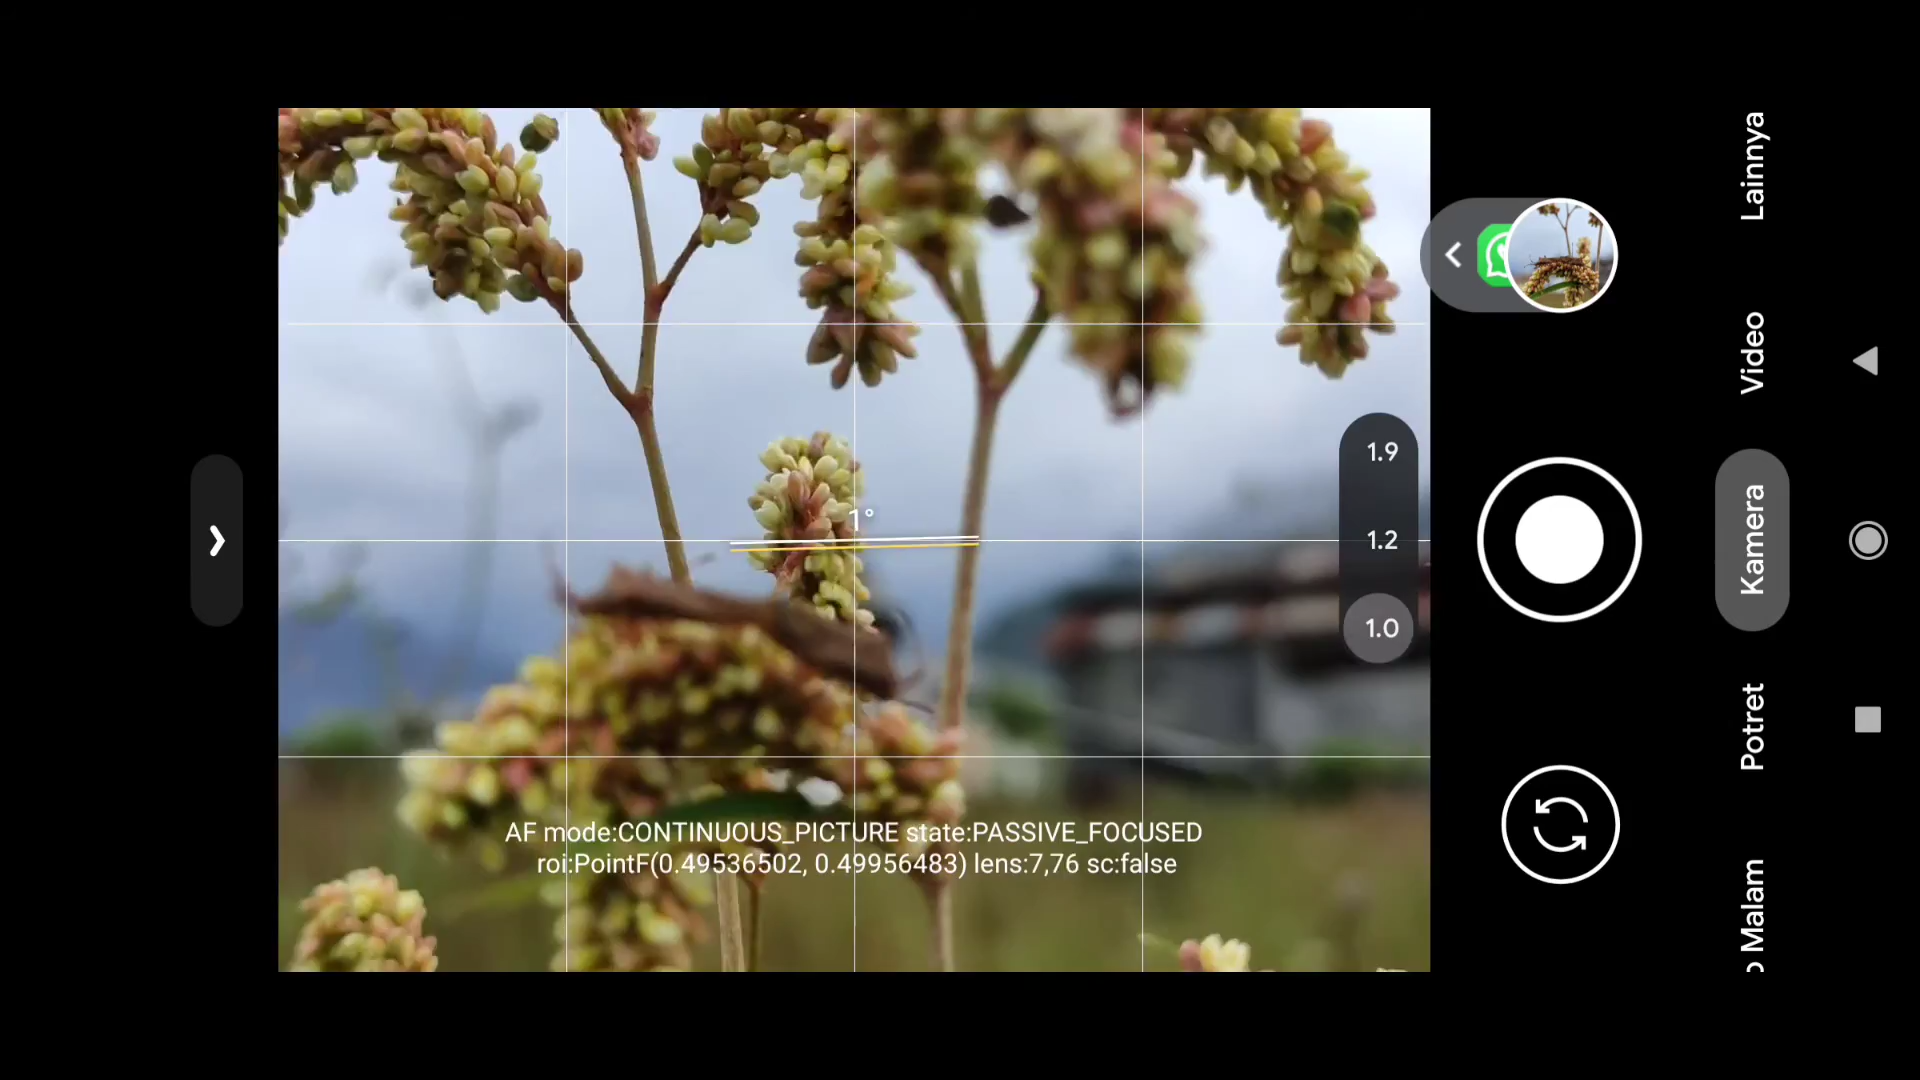 1°
1.9
1.2
1.0
AF mode:CONTINUOUS_PICTURE state:PASSIVE_FOCUSED
roi:PointF(0.49536502, 0.49956483) lens:7,76 sc:false
Lainnya
Video
Kamera
Potret
Malam